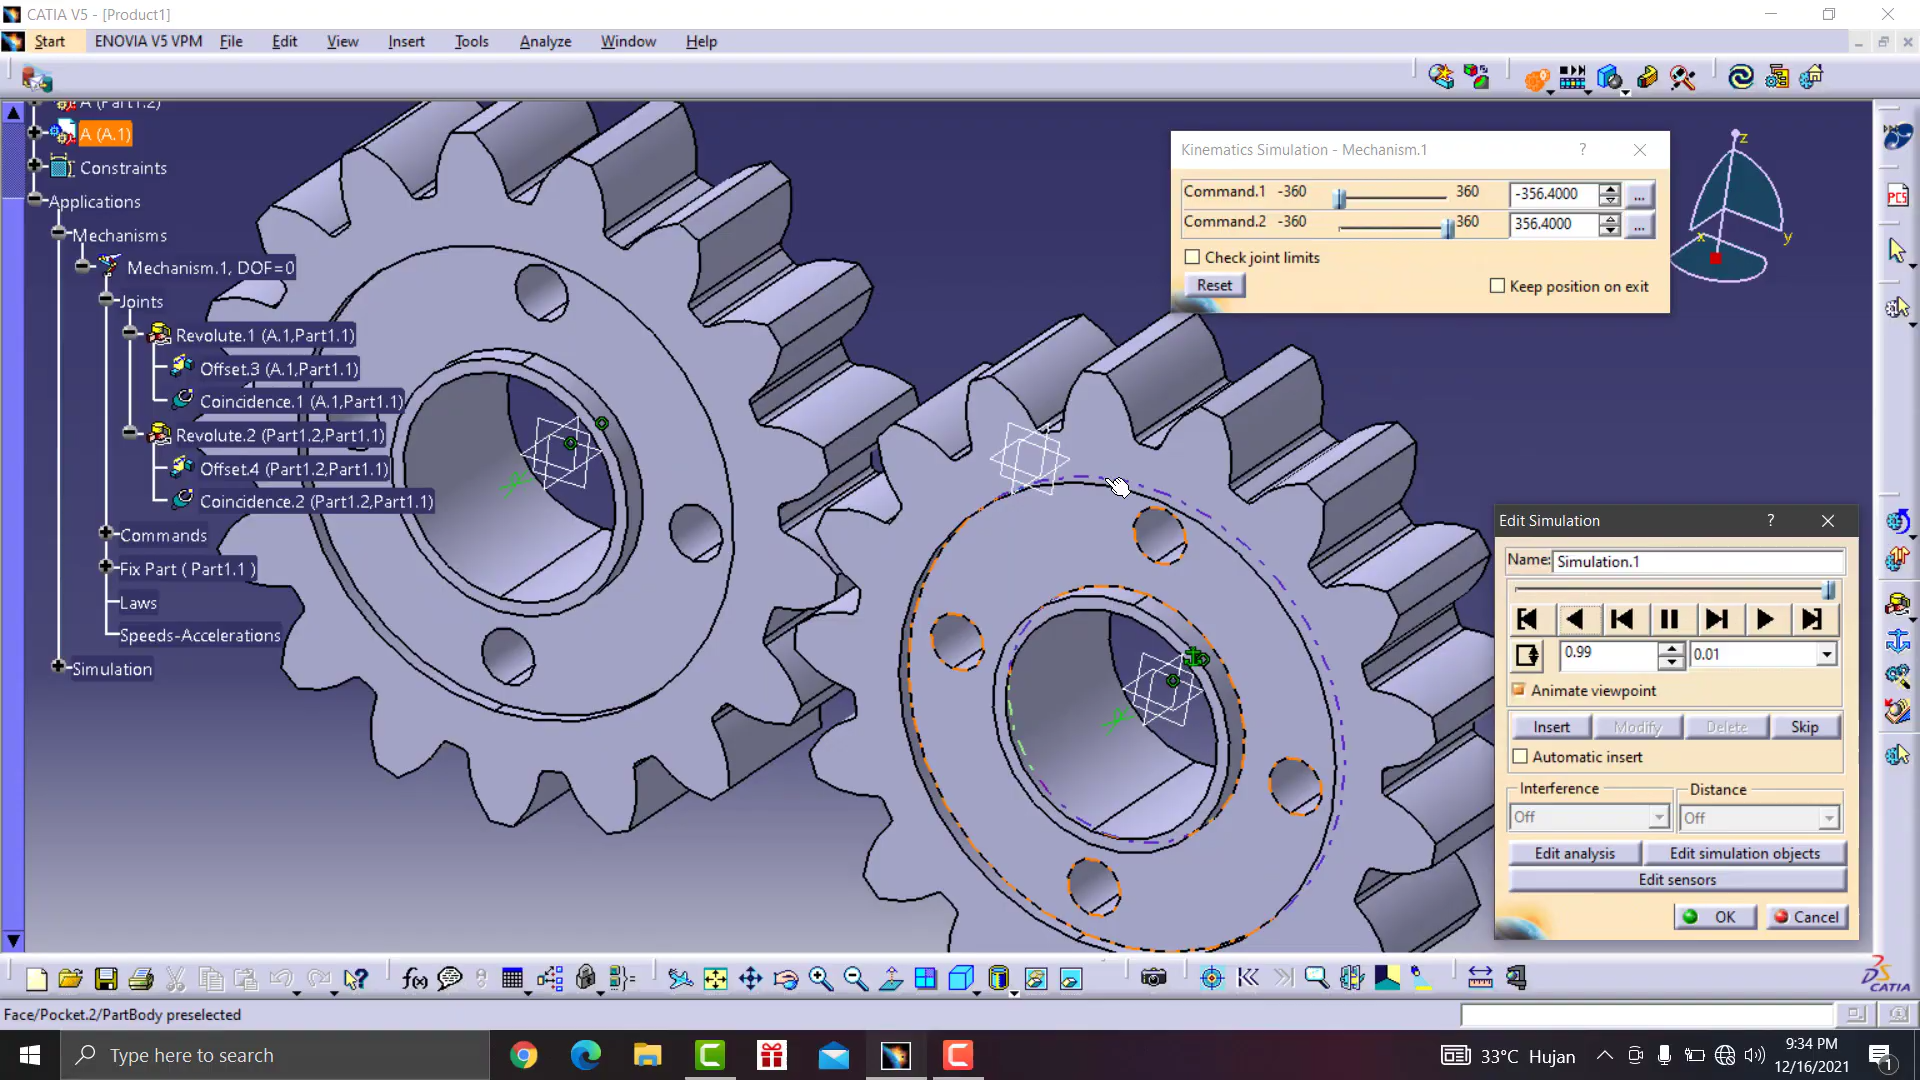 CATIA V5 - [Product1]
Start ENOVIA V5 VPM File Edit View Insert Tools Analyze Window Help
A (Part1.2)
A (A.1)
Constraints
Applications
Mechanisms
Mechanism.1, DOF=0
Joints
Revolute.1 (A.1,Part1.1)
Offset.3 (A.1,Part1.1)
Coincidence.1 (A.1,Part1.1)
Revolute.2 (Part1.2,Part1.1)
Offset.4 (Part1.2,Part1.1)
Coincidence.2 (Part1.2,Part1.1)
Commands
Fix Part ( Part1.1 )
Laws
Speeds-Accelerations
Simulation
Kinematics Simulation - Mechanism.1 ?
Command.1 -360 360 -356.4000 ...
Command.2 -360 360 356.4000 ...
Check joint limits
Reset Keep position on exit
z
x y
PCS
Edit Simulation ?
Name: Simulation.1
0.99 0.01
Animate viewpoint
Insert Modify Delete Skip
Automatic insert
Interference Distance
Off Off
Edit analysis Edit simulation objects
Edit sensors
OK Cancel
f(x)
CATIA
Face/Pocket.2/PartBody preselected
Type here to search
33°C Hujan
9:34 PM
12/16/2021
1